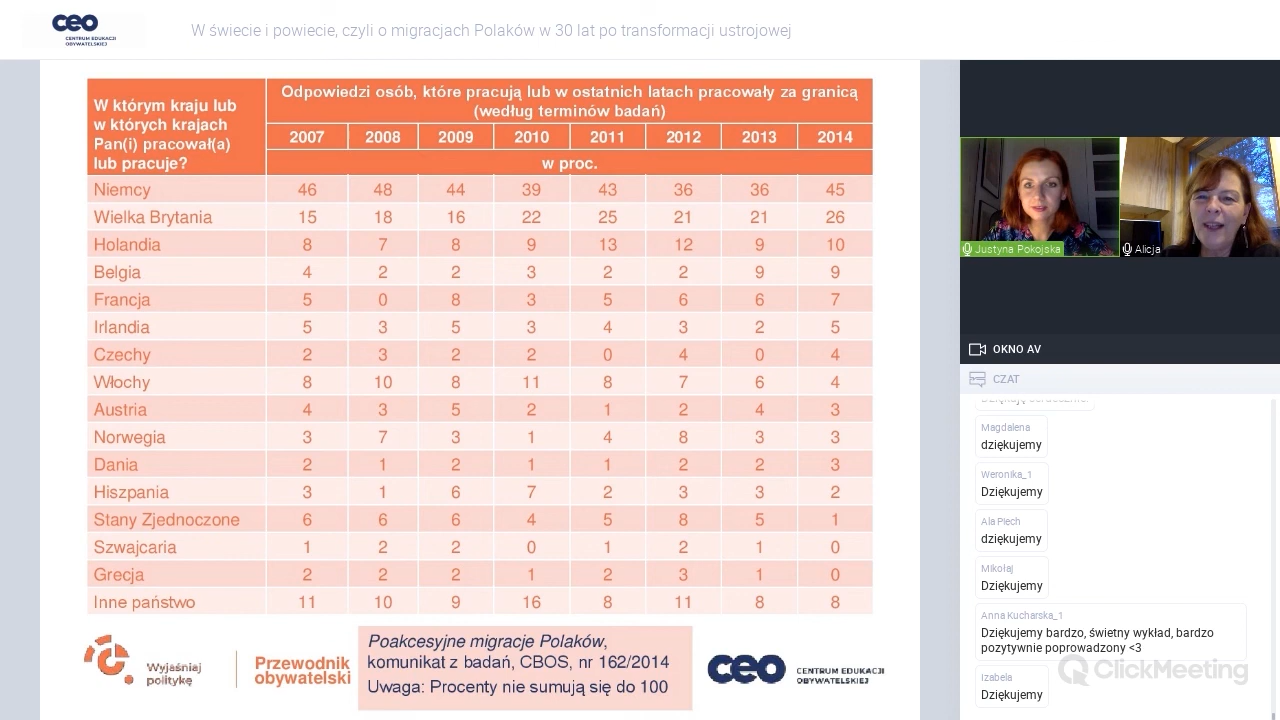 ceo
CENTRUM EDUKACJI
OBYWATELSKIEJ
W świecie i powiecie, czyli o migracjach Polaków w 30 lat po transformacji ustrojowej
W którym kraju lub
w których krajach
Pan(i) pracował(a)
lub pracuje?
Odpowiedzi osób, które pracują lub w ostatnich latach pracowały za granicą
(według terminów badań)
2007 2008 2009 2010 2011 2012 2013 2014
w proc.
Niemcy 46 48 44 39 43 36 36 45
Wielka Brytania 15 18 16 22 25 21 21 26
Holandia 8 7 8 9 13 12 9 10
Belgia 4 2 2 3 2 2 9 9
Francja 5 0 8 3 5 6 6 7
Irlandia 5 3 5 3 4 3 2 5
Czechy 2 3 2 2 0 4 0 4
Włochy 8 10 8 11 8 7 6 4
Austria 4 3 5 2 1 2 4 3
Norwegia 3 7 3 1 4 8 3 3
Dania 2 1 2 1 1 2 2 3
Hiszpania 3 1 6 7 2 3 3 2
Stany Zjednoczone 6 6 6 4 5 8 5 1
Szwajcaria 1 2 2 0 1 2 1 0
Grecja 2 2 2 1 2 3 1 0
Inne państwo 11 10 9 16 8 11 8 8
Wyjaśniaj
politykę
Przewodnik
obywatelski
Poakcesyjne migracje Polaków,
komunikat z badań, CBOS, nr 162/2014
Uwaga: Procenty nie sumują się do 100
ceo
CENTRUM EDUKACJI
OBYWATELSKIEJ
Justyna Pokojska
Alicja
OKNO AV
CZAT
Magdalena
dziękujemy
Weronika_1
Dziękujemy
Ala Piech
dziękujemy
Mikołaj
Dziękujemy
Anna Kucharska_1
Dziękujemy bardzo, świetny wykład, bardzo
pozytywnie poprowadzony <3
Izabela
Dziękujemy
ClickMeeting